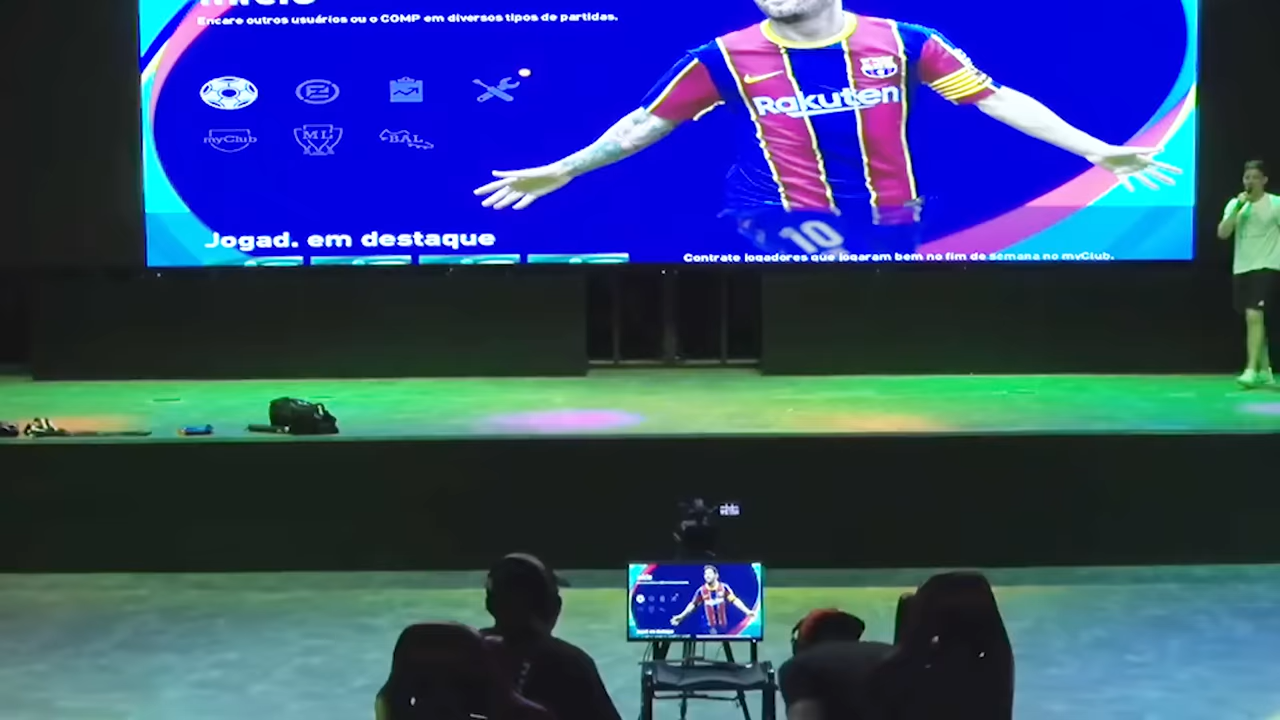 Início
Encare outros usuários ou o COMP em diversos tipos de partidas.
Rakuten
myClub
ML
BAL
10
Jogad. em destaque
Contrate jogadores que jogaram bem no fim de semana no myClub.